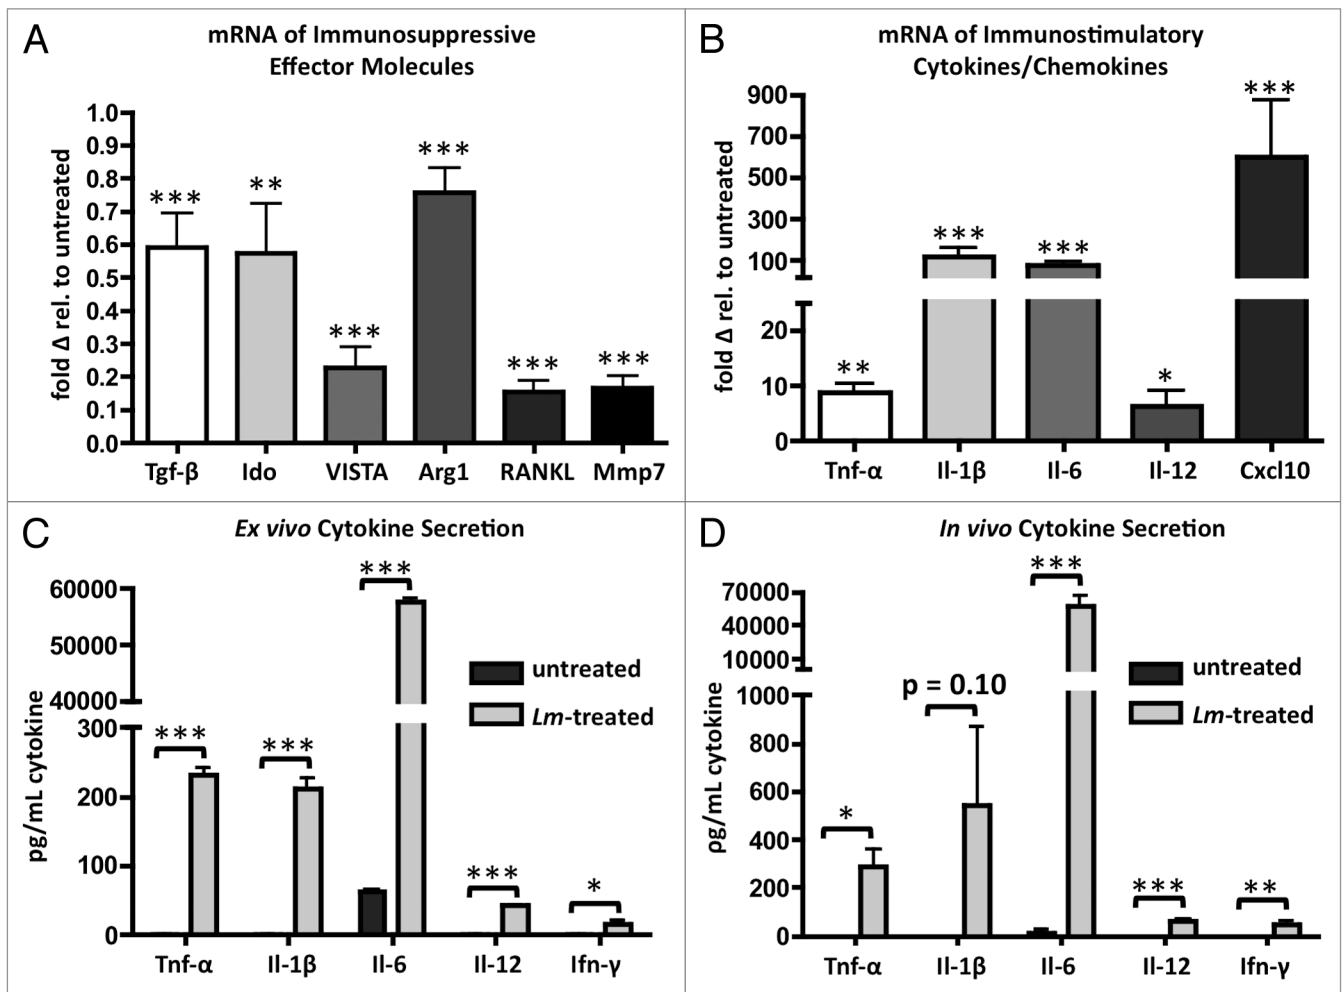 A
mRNA of Immunosuppressive
Effector Molecules
fold Δ rel. to untreated
1.0
0.9
0.8
0.7
0.6
0.5
0.4
0.3
0.2
0.1
0.0
***
**
***
***
***
***
Tgf-β Ido VISTA Arg1 RANKL Mmp7
B
mRNA of Immunostimulatory
Cytokines/Chemokines
fold Δ rel. to untreated
900
700
500
300
100
20
10
0
**
***
***
*
***
Tnf-α Il-1β Il-6 Il-12 Cxcl10
C
Ex vivo Cytokine Secretion
pg/mL cytokine
60000
50000
40000
300
200
100
0
***
***
***
***
*
untreated
Lm-treated
Tnf-α Il-1β Il-6 Il-12 Ifn-γ
D
In vivo Cytokine Secretion
pg/mL cytokine
70000
40000
10000
1000
800
600
400
200
0
*
p = 0.10
***
***
**
untreated
Lm-treated
Tnf-α Il-1β Il-6 Il-12 Ifn-γ